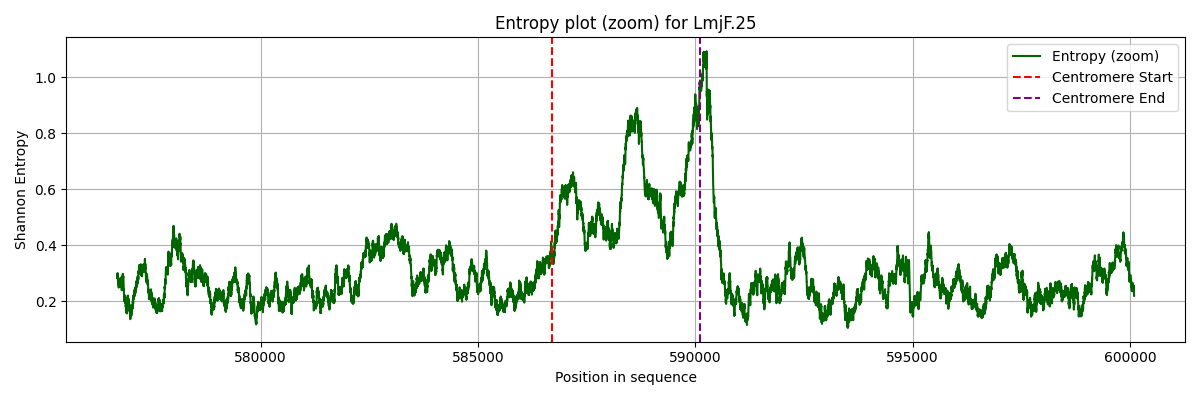 Entropy plot (zoom) for LmjF.25
Entropy (zoom)
Centromere Start
Centromere End
Shannon Entropy
1.0
0.8
0.6
0.4
0.2
580000 585000 590000 595000 600000
Position in sequence